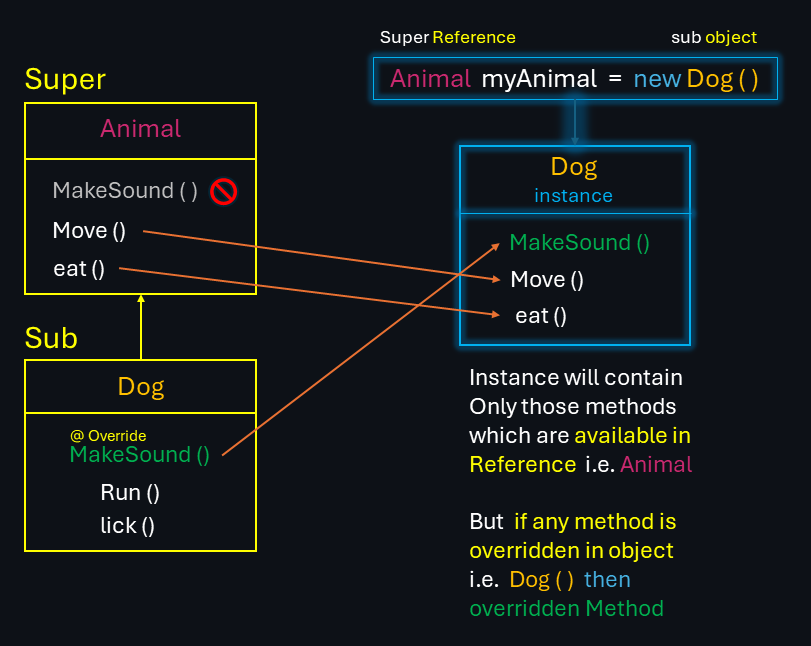 Super Reference
sub object
Animal myAnimal = new Dog ( )
Super
Animal
MakeSound ( )
Move ()
eat ()
Sub
Dog
@ Override
MakeSound ()
Run ()
lick ()
Dog
instance
MakeSound ()
Move ()
eat ()
Instance will contain
Only those methods
which are available in
Reference i.e. Animal
But if any method is
overridden in object
i.e. Dog ( ) then
overridden Method